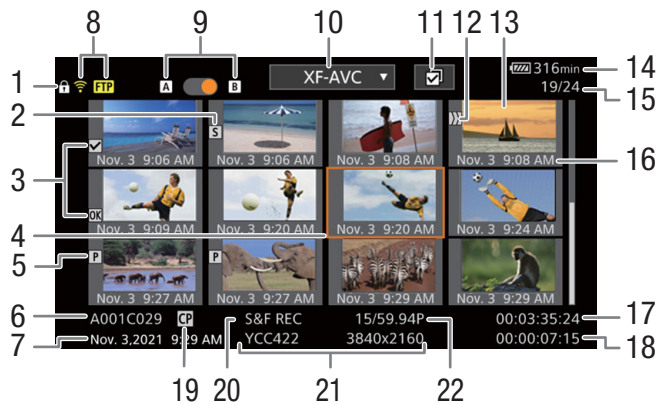 8 9 10 11 12 13
1 FTP A B XF-AVC 316min 14
19/24 15
2 S
Nov. 3 9:06 AM Nov. 3 9:06 AM Nov. 3 9:08 AM Nov. 3 9:08 AM 16
3 OK
Nov. 3 9:09 AM Nov. 3 9:20 AM Nov. 3 9:20 AM Nov. 3 9:24 AM
4
5 P P
Nov. 3 9:27 AM Nov. 3 9:27 AM Nov. 3 9:29 AM Nov. 3 9:29 AM
6 A001C029 CP S&F REC 15/59.94P 00:03:35:24 17
7 Nov. 3,2021 9:29 AM YCC422 3840x2160 00:00:07:15 18
19 20 21 22